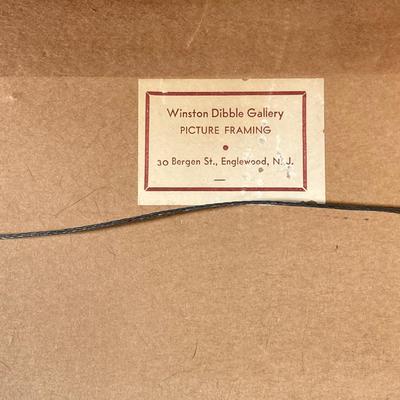 Winston Dibble Gallery
PICTURE FRAMING
30 Bergen St., Englewood, N. J.